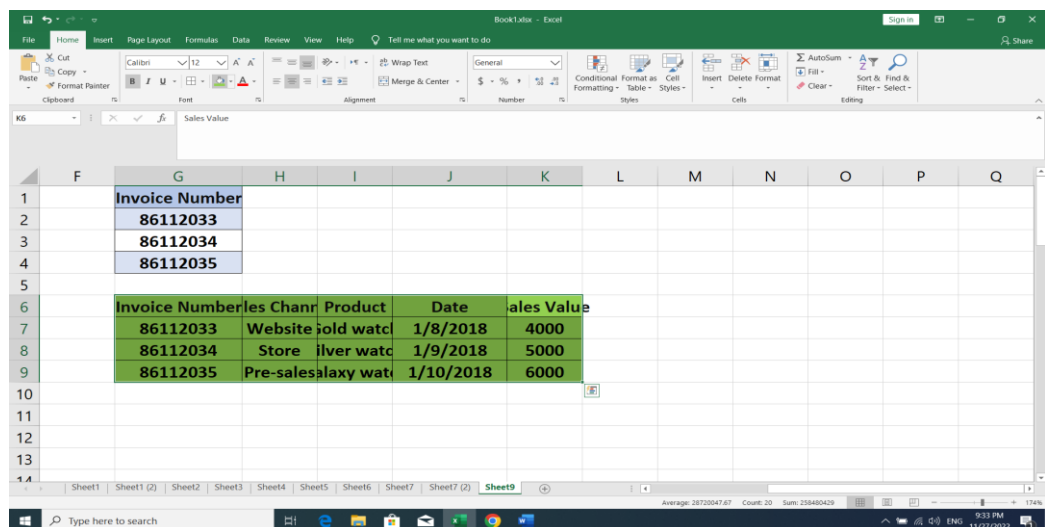 Book1.xlsx - Excel
Sign in
File Home Insert Page Layout Formulas Data Review View Help Tell me what you want to do
Share
Paste
Cut
Copy
Format Painter
Clipboard
Calibri 12
B I U
Font
Wrap Text
Merge & Center
Alignment
General
$ % ,
Number
Conditional Formatting
Format as Table
Cell Styles
Styles
Insert Delete Format
Cells
AutoSum
Fill
Clear
Sort & Filter
Find & Select
Editing
K6 fx Sales Value
F G H I J K L M N O P Q
1 Invoice Number
2 86112033
3 86112034
4 86112035
5
6 Invoice Number les Chann Product Date ales Value
7 86112033 Website old watcl 1/8/2018 4000
8 86112034 Store ilver watc 1/9/2018 5000
9 86112035 Pre-sales alaxy wat 1/10/2018 6000
10
11
12
13
14
Sheet1 Sheet1 (2) Sheet2 Sheet3 Sheet4 Sheet5 Sheet6 Sheet7 Sheet7 (2) Sheet9
Average: 28720047.67 Count: 20 Sum: 258480429 174%
Type here to search
ENG
9:33 PM
11/27/2022